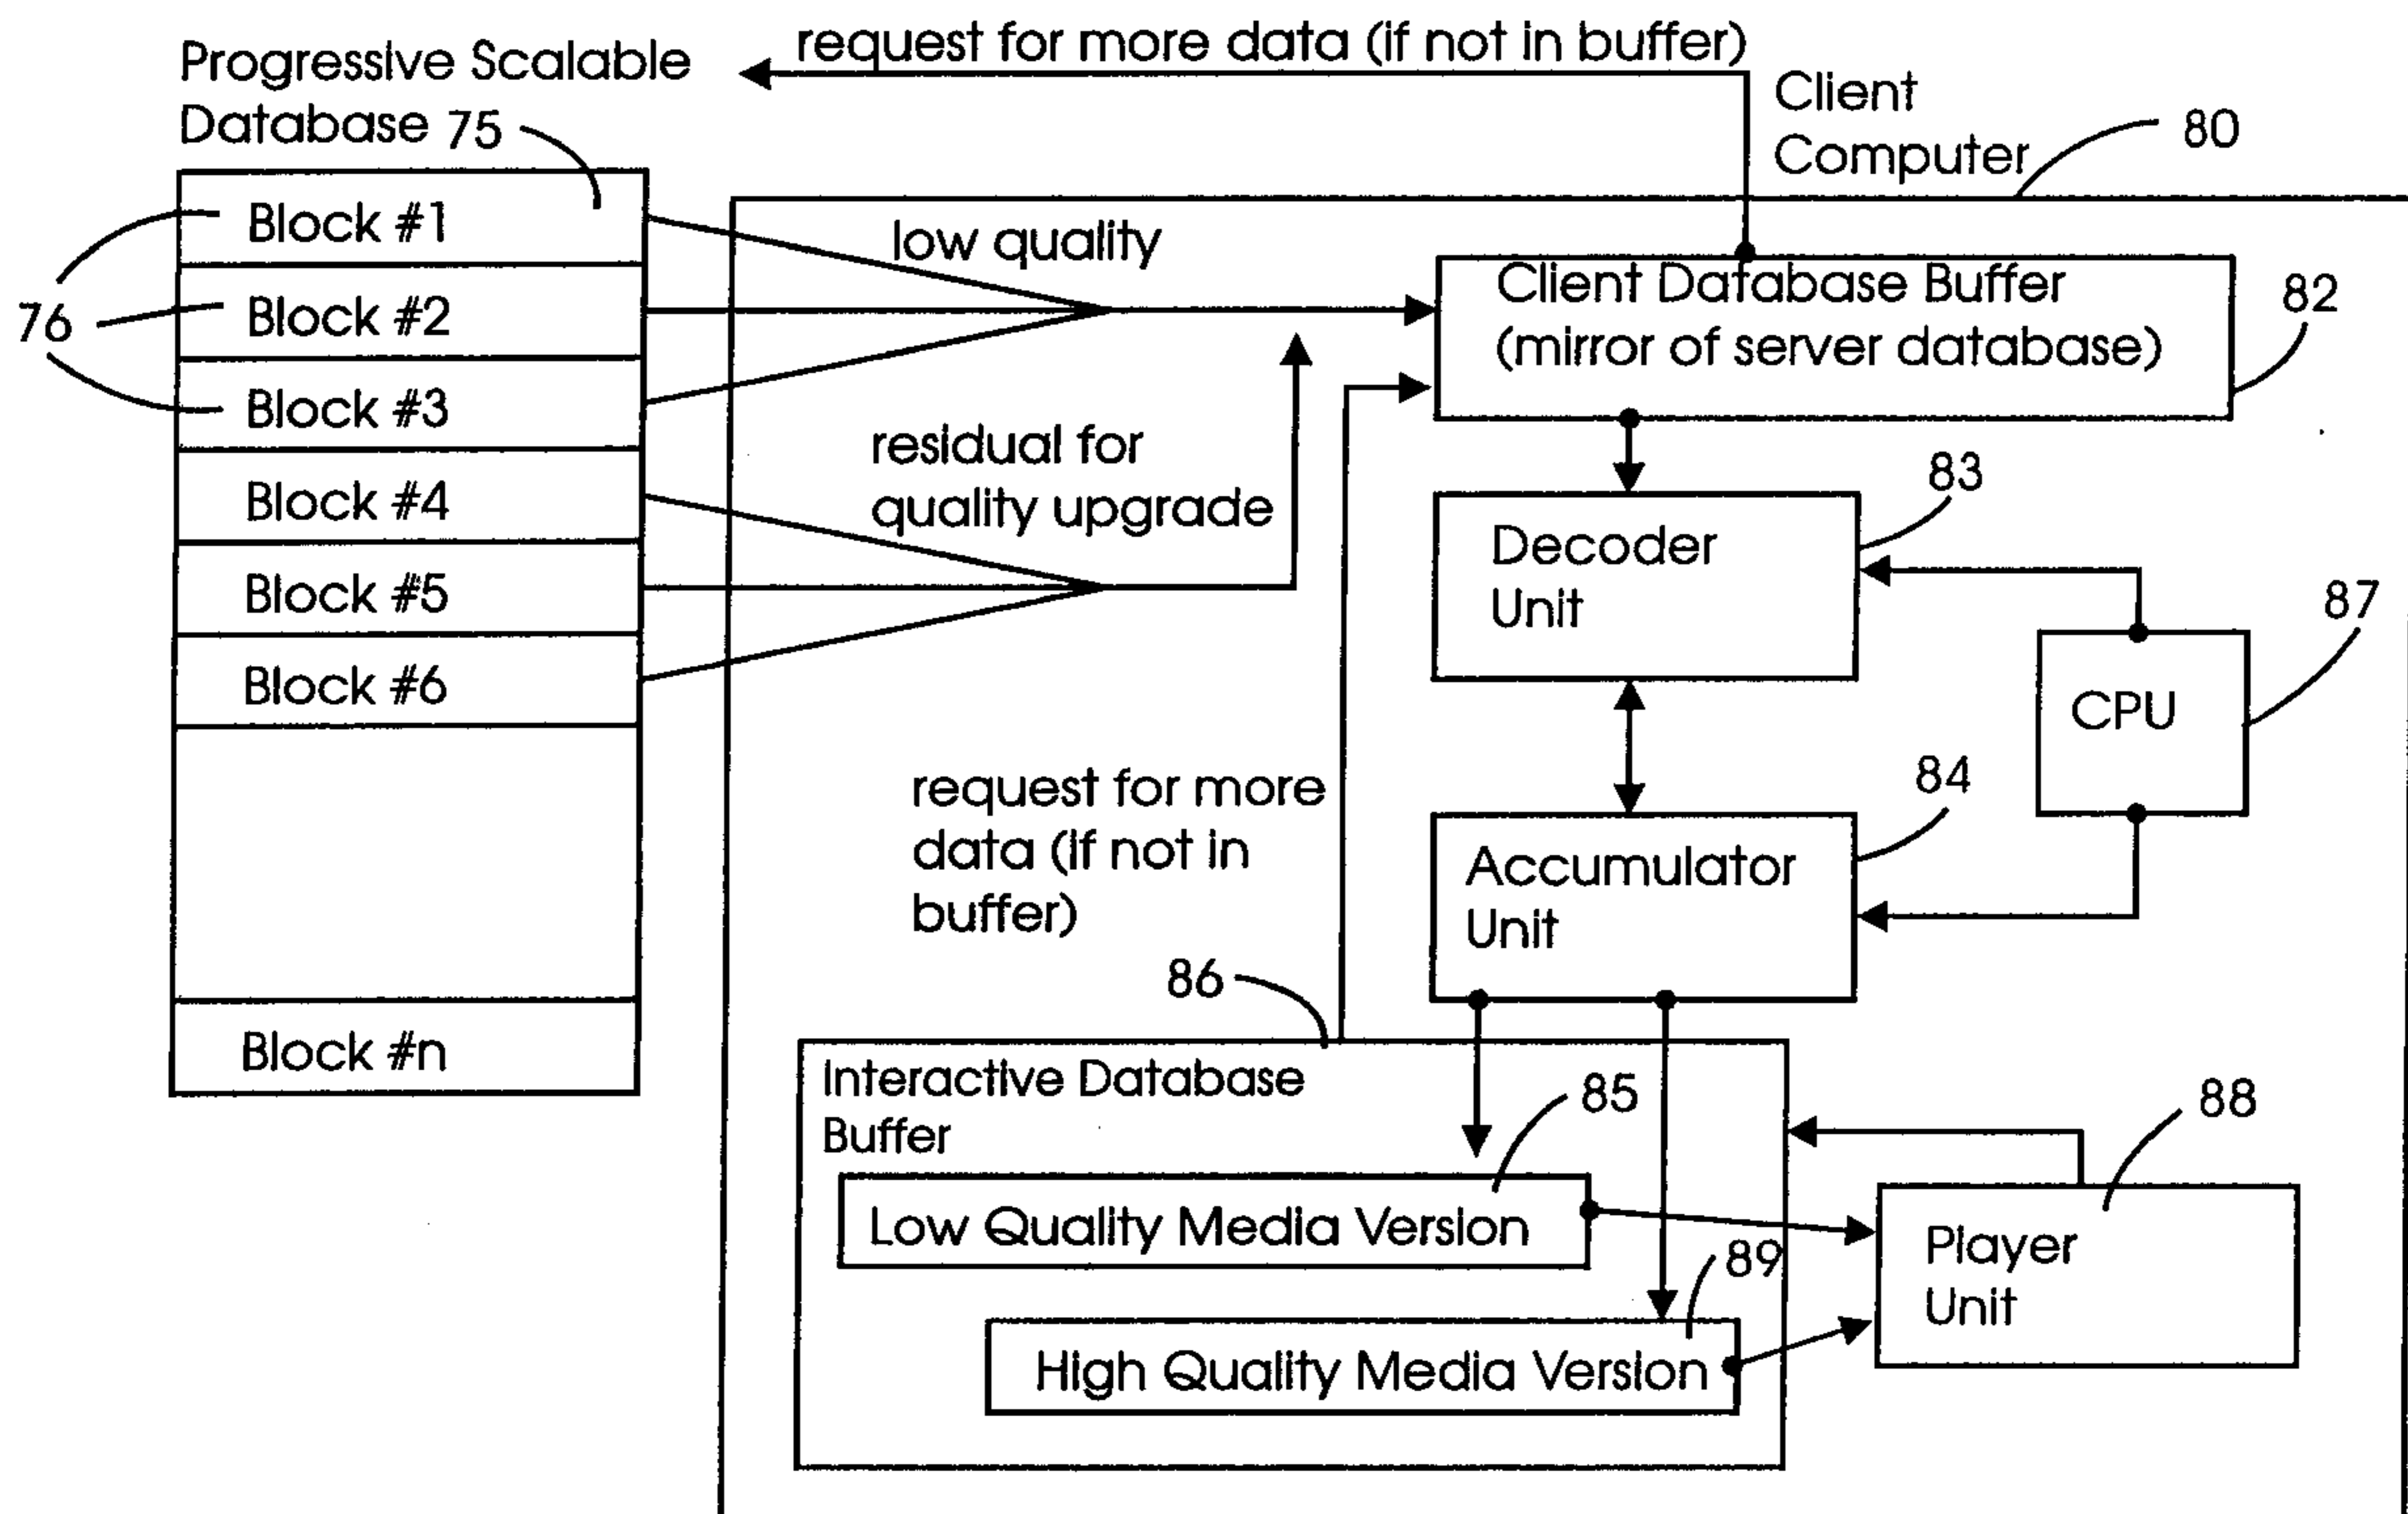 request for more data (if not in buffer)
Progressive Scalable
Database 75
Client
Computer
80
Block #1
Block #2
Block #3
Block #4
Block #5
Block #6
Block #n
76
low quality
residual for
quality upgrade
Client Database Buffer
(mirror of server database)
82
83
Decoder
Unit
87
CPU
84
Accumulator
Unit
request for more
data (if not in
buffer)
86
Interactive Database
Buffer
85
Low Quality Media Version
89
High Quality Media Version
88
Player
Unit